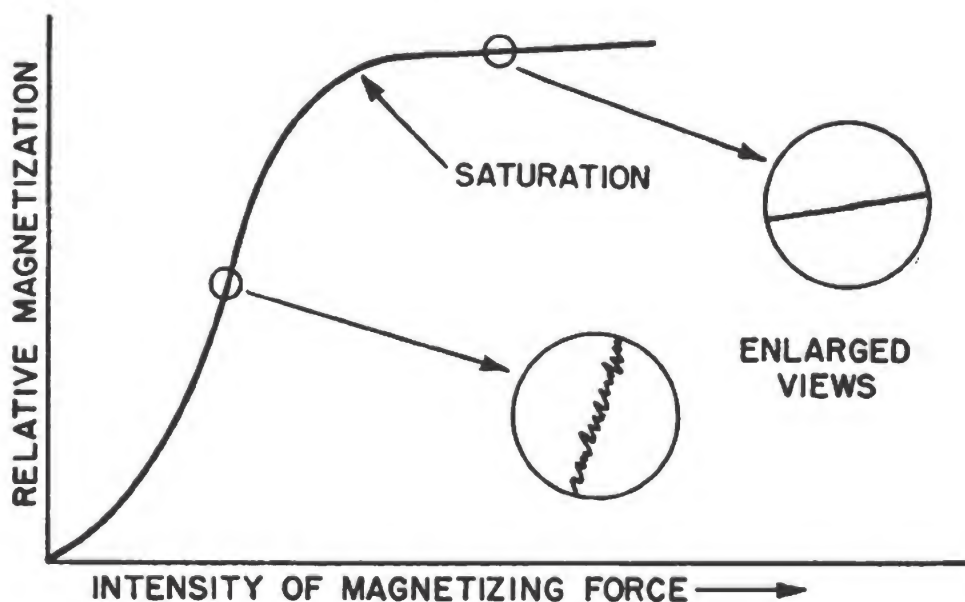 RELATIVE MAGNETIZATION
SATURATION
ENLARGED
VIEWS
INTENSITY OF MAGNETIZING FORCE